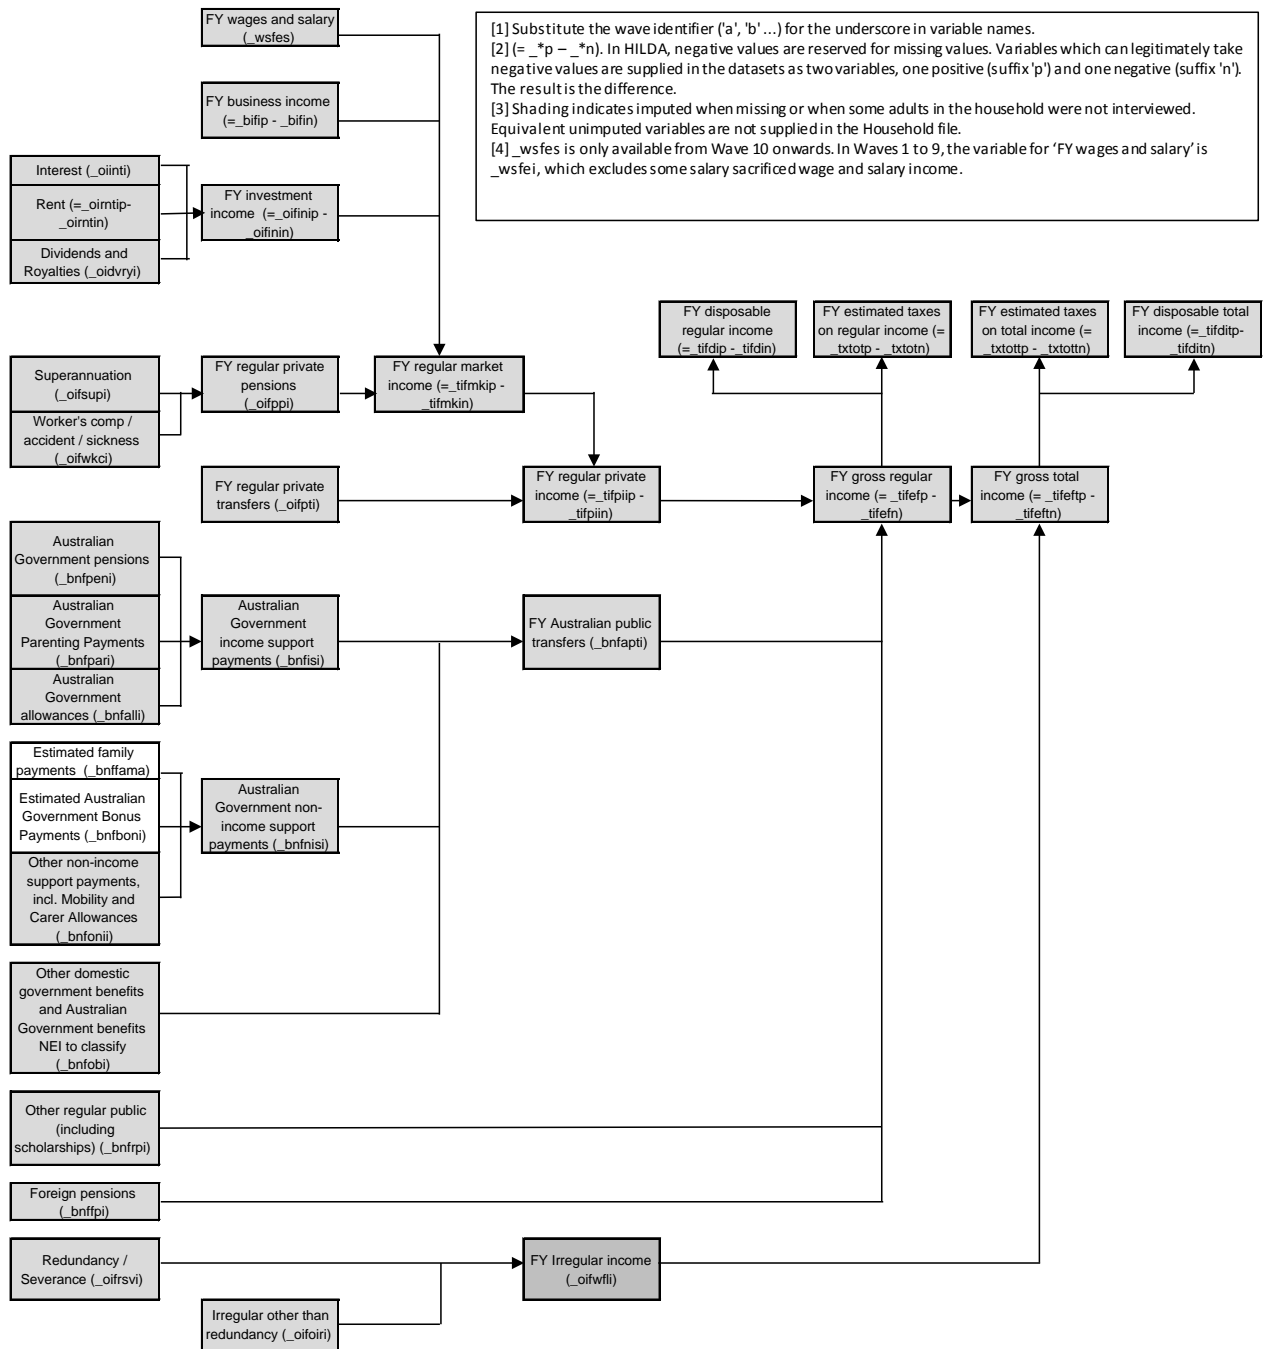 FY wages and salary
(_wsfes)
[1] Substitute the wave identifier ('a', 'b' ...) for the underscore in variable names.
[2] (= _*p – _*n). In HILDA, negative values are reserved for missing values. Variables which can legitimately take
negative values are supplied in the datasets as two variables, one positive (suffix 'p') and one negative (suffix 'n').
The result is the difference.
[3] Shading indicates imputed when missing or when some adults in the household were not interviewed.
Equivalent unimputed variables are not supplied in the Household file.
[4] _wsfes is only available from Wave 10 onwards. In Waves 1 to 9, the variable for ‘FY wages and salary’ is
_wsfei, which excludes some salary sacrificed wage and salary income.
FY business income
(=_bifip - _bifin)
Interest (_oiinti)
Rent (=_oirntip-
_oirntin)
Dividends and
Royalties (_oidvryi)
FY investment
income (=_oifinip -
_oifinin)
FY disposable
regular income
(=_tifdip -_tifdin)
FY estimated taxes
on regular income (=
_txtotp - _txtotn)
FY estimated taxes
on total income (=
_txtottp - _txtottn)
FY disposable total
income (=_tifditp-
_tifditn)
Superannuation
(_oifsupi)
Worker's comp /
accident / sickness
(_oifwkci)
FY regular private
pensions
(_oifppi)
FY regular market
income (=_tifmkip -
_tifmkin)
FY regular private
transfers (_oifpti)
FY regular private
income (=_tifpiip -
_tifpiin)
FY gross regular
income (= _tifefp -
_tifefn)
FY gross total
income (= _tifeftp -
_tifeftn)
Australian
Government pensions
(_bnfpeni)
Australian
Government
Parenting Payments
(_bnfpari)
Australian
Government
allowances (_bnfalli)
Australian
Government
income support
payments (_bnfisi)
FY Australian public
transfers (_bnfapti)
Estimated family
payments (_bnffama)
Estimated Australian
Government Bonus
Payments (_bnfboni)
Other non-income
support payments,
incl. Mobility and
Carer Allowances
(_bnfonii)
Australian
Government non-
income support
payments (_bnfnisi)
Other domestic
government benefits
and Australian
Government benefits
NEI to classify
(_bnfobi)
Other regular public
(including
scholarships) (_bnfrpi)
Foreign pensions
(_bnffpi)
Redundancy /
Severance (_oifrsvi)
Irregular other than
redundancy (_oifoiri)
FY Irregular income
(_oifwfli)